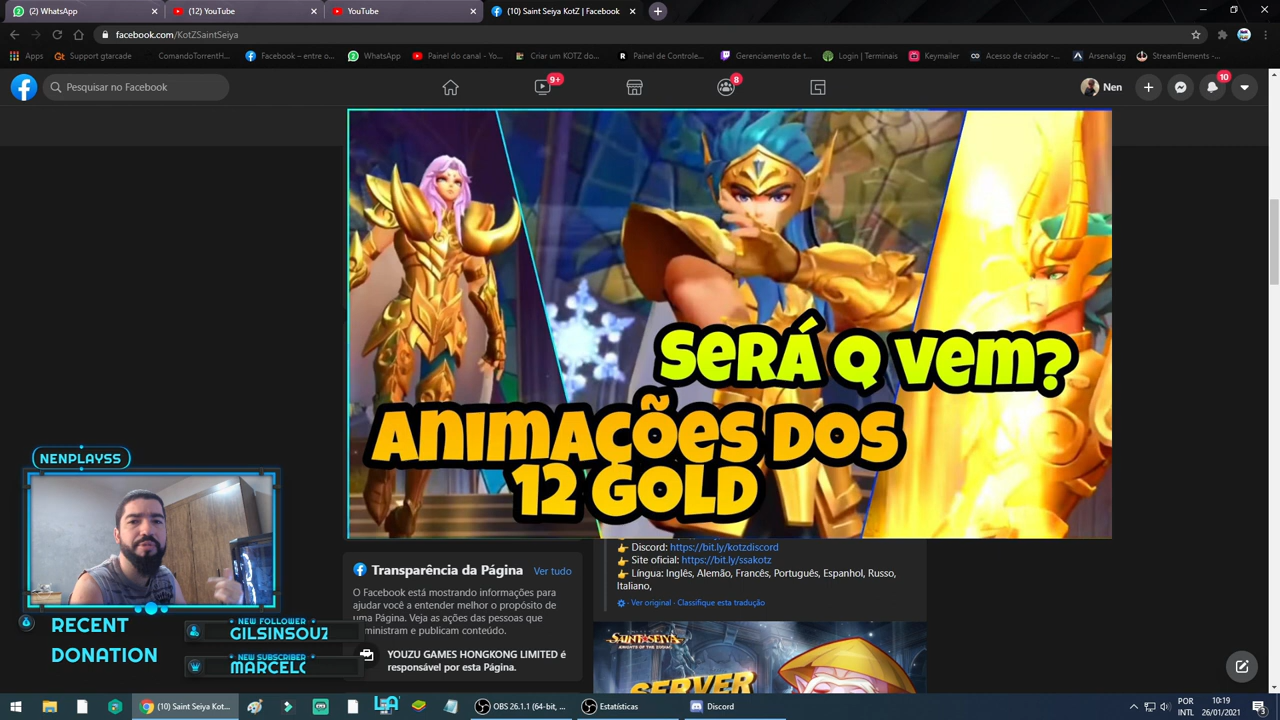 (2) WhatsApp
(12) YouTube
YouTube
(10) Saint Seiya KotZ | Facebook
facebook.com/KotZSaintSeiya
Apps
Support gtarcade
ComandoTorrentH...
Facebook – entre o...
WhatsApp
Painel do canal - Yo...
Criar um KOTZ do...
Painel de Controle...
Gerenciamento de t...
Login | Terminais
Keymailer
Acesso de criador -...
Arsenal.gg
StreamElements -...
Pesquisar no Facebook
9+
8
Nen
10
SERÁ Q VEM?
ANIMAÇÕES DOS
12 GOLD
NENPLAYSS
Discord: https://bit.ly/kotzdiscord
Site oficial: https://bit.ly/ssakotz
Língua: Inglês, Alemão, Francês, Português, Espanhol, Russo,
Italiano,
Ver original · Classifique esta tradução
Transparência da Página
Ver tudo
O Facebook está mostrando informações para
ajudar você a entender melhor o propósito de
uma Página. Veja as ações das pessoas que
ministram e publicam conteúdo.
YOUZU GAMES HONGKONG LIMITED é
responsável por esta Página.
RECENT
DONATION
NEW FOLLOWER
GILSINSOUZ
NEW SUBSCRIBER
MARCELO
SAINT SEIYA
KNIGHTS OF THE ZODIAC
SERVER
(10) Saint Seiya Kot...
OBS 26.1.1 (64-bit, ...
Estatísticas
Discord
POR
INTL
10:19
26/01/2021
3